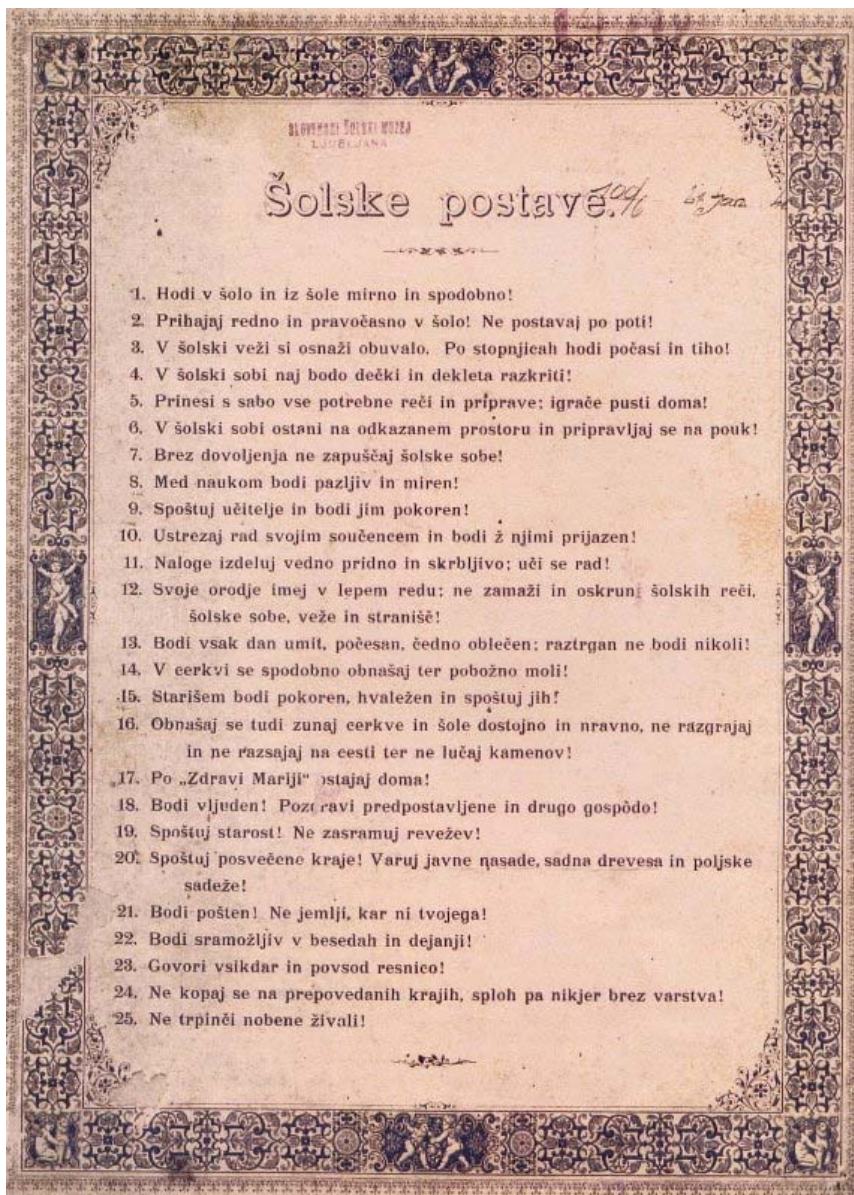 SLOVENSKI ŠOLSKI MUZEJ
LJUBLJANA
Šolske postave.
1. Hodi v šolo in iz šole mirno in spodobno!
2. Prihajaj redno in pravočasno v šolo! Ne postavaj po poti!
3. V šolski veži si osnaži obuvalo. Po stopnjicah hodi počasi in tiho!
4. V šolski sobi naj bodo dečki in dekleta razkriti!
5. Prinesi s sabo vse potrebne reči in priprave; igrače pusti doma!
6. V šolski sobi ostani na odkazanem prostoru in pripravljaj se na pouk!
7. Brez dovoljenja ne zapuščaj šolske sobe!
8. Med naukom bodi pazljiv in miren!
9. Spoštuj učitelje in bodi jim pokoren!
10. Ustrezaj rad svojim součencem in bodi ž njimi prijazen!
11. Naloge izdeluj vedno pridno in skrbljivo; uči se rad!
12. Svoje orodje imej v lepem redu; ne zamaži in oskruni šolskih reči,
šolske sobe, veže in stranišč!
13. Bodi vsak dan umit, počesan, čedno oblečen; raztrgan ne bodi nikoli!
14. V cerkvi se spodobno obnašaj ter pobožno moli!
15. Starišem bodi pokoren, hvaležen in spoštuj jih!
16. Obnašaj se tudi zunaj cerkve in šole dostojno in nravno, ne razgrajaj
in ne razsajaj na cesti ter ne lučaj kamenov!
17. Po „Zdravi Mariji“ ostajaj doma!
18. Bodi vljuden! Pozdravi predpostavljene in drugo gospôdo!
19. Spoštuj starost! Ne zasramuj revežev!
20. Spoštuj posvečene kraje! Varuj javne nasade, sadna drevesa in poljske
sadeže!
21. Bodi pošten! Ne jemlji, kar ni tvojega!
22. Bodi sramožljiv v besedah in dejanji!
23. Govori vsikdar in povsod resnico!
24. Ne kopaj se na prepovedanih krajih, sploh pa nikjer brez varstva!
25. Ne trpinči nobene živali!